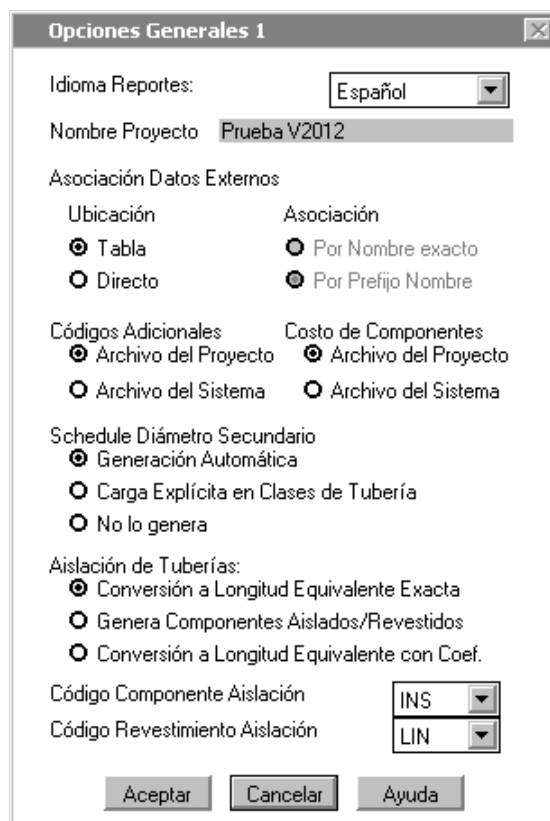 Opciones Generales 1
Idioma Reportes: Español
Nombre Proyecto Prueba V2012
Asociación Datos Externos
Ubicación Asociación
Tabla Por Nombre exacto
Directo Por Prefijo Nombre
Códigos Adicionales Costo de Componentes
Archivo del Proyecto Archivo del Proyecto
Archivo del Sistema Archivo del Sistema
Schedule Diámetro Secundario
Generación Automática
Carga Explícita en Clases de Tubería
No lo genera
Aislación de Tuberías:
Conversión a Longitud Equivalente Exacta
Genera Componentes Aislados/Revestidos
Conversión a Longitud Equivalente con Coef.
Código Componente Aislación INS
Código Revestimiento Aislación LIN
Aceptar Cancelar Ayuda